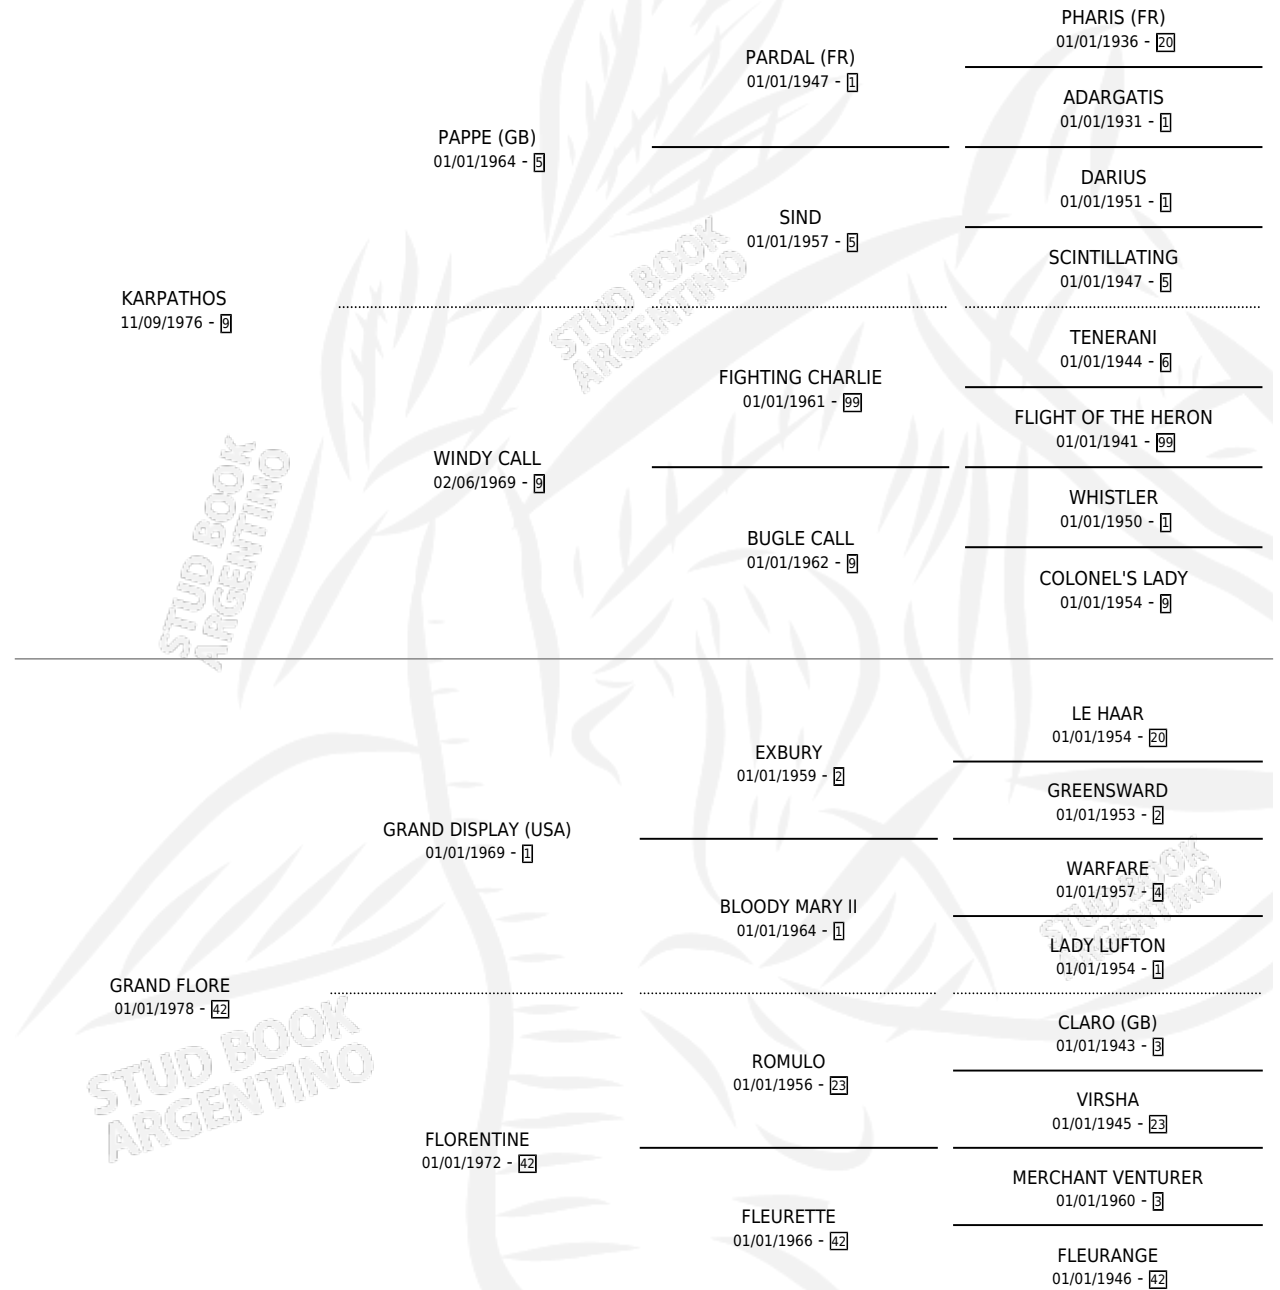 PHARIS (FR)
01/01/1936 - 20
PARDAL (FR)
01/01/1947 - 1
ADARGATIS
01/01/1931 - 1
PAPPE (GB)
01/01/1964 - 5
DARIUS
01/01/1951 - 1
SIND
01/01/1957 - 5
SCINTILLATING
01/01/1947 - 5
KARPATHOS
11/09/1976 - 9
TENERANI
01/01/1944 - 6
FIGHTING CHARLIE
01/01/1961 - 99
FLIGHT OF THE HERON
01/01/1941 - 99
WINDY CALL
02/06/1969 - 9
WHISTLER
01/01/1950 - 1
BUGLE CALL
01/01/1962 - 9
COLONEL'S LADY
01/01/1954 - 9
STUD BOOK
ARGENTINO
STUD BOOK
ARGENTINO
LE HAAR
01/01/1954 - 20
EXBURY
01/01/1959 - 2
GREENSWARD
01/01/1953 - 2
GRAND DISPLAY (USA)
01/01/1969 - 1
WARFARE
01/01/1957 - 4
BLOODY MARY II
01/01/1964 - 1
LADY LUFTON
01/01/1954 - 1
STUD BOOK
ARGENTINO
GRAND FLORE
01/01/1978 - 42
CLARO (GB)
01/01/1943 - 3
ROMULO
01/01/1956 - 23
VIRSHA
01/01/1945 - 23
STUD BOOK
ARGENTINO
FLORENTINE
01/01/1972 - 42
MERCHANT VENTURER
01/01/1960 - 3
FLEURETTE
01/01/1966 - 42
FLEURANGE
01/01/1946 - 42